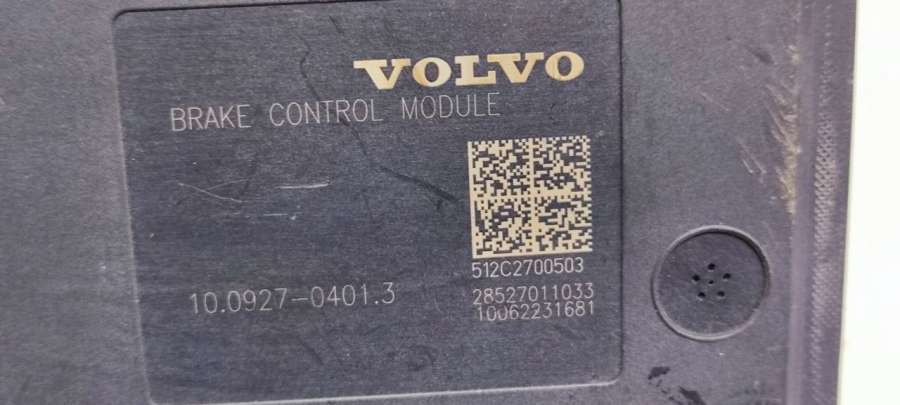 VOLVO
BRAKE CONTROL MODULE
512C2700503
10.0927-0401.3
28527011033
10062231681